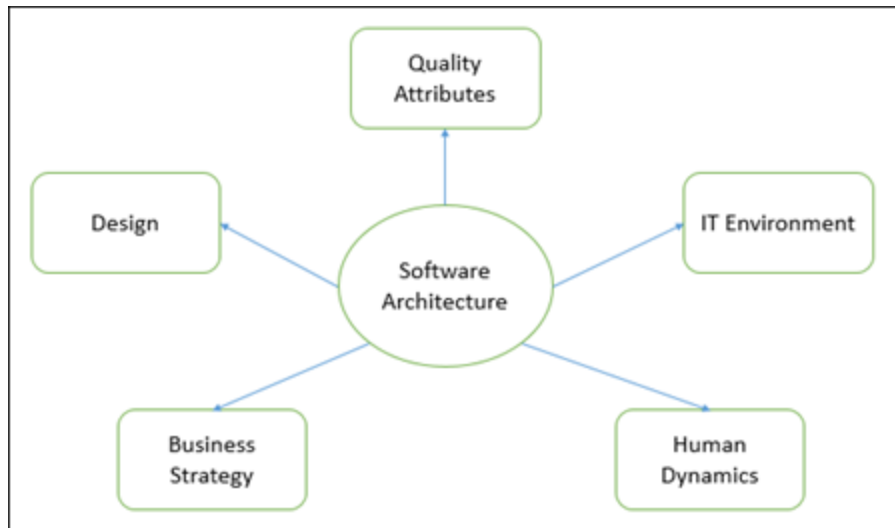 Quality
Attributes
Design
IT Environment
Software
Architecture
Business
Strategy
Human
Dynamics